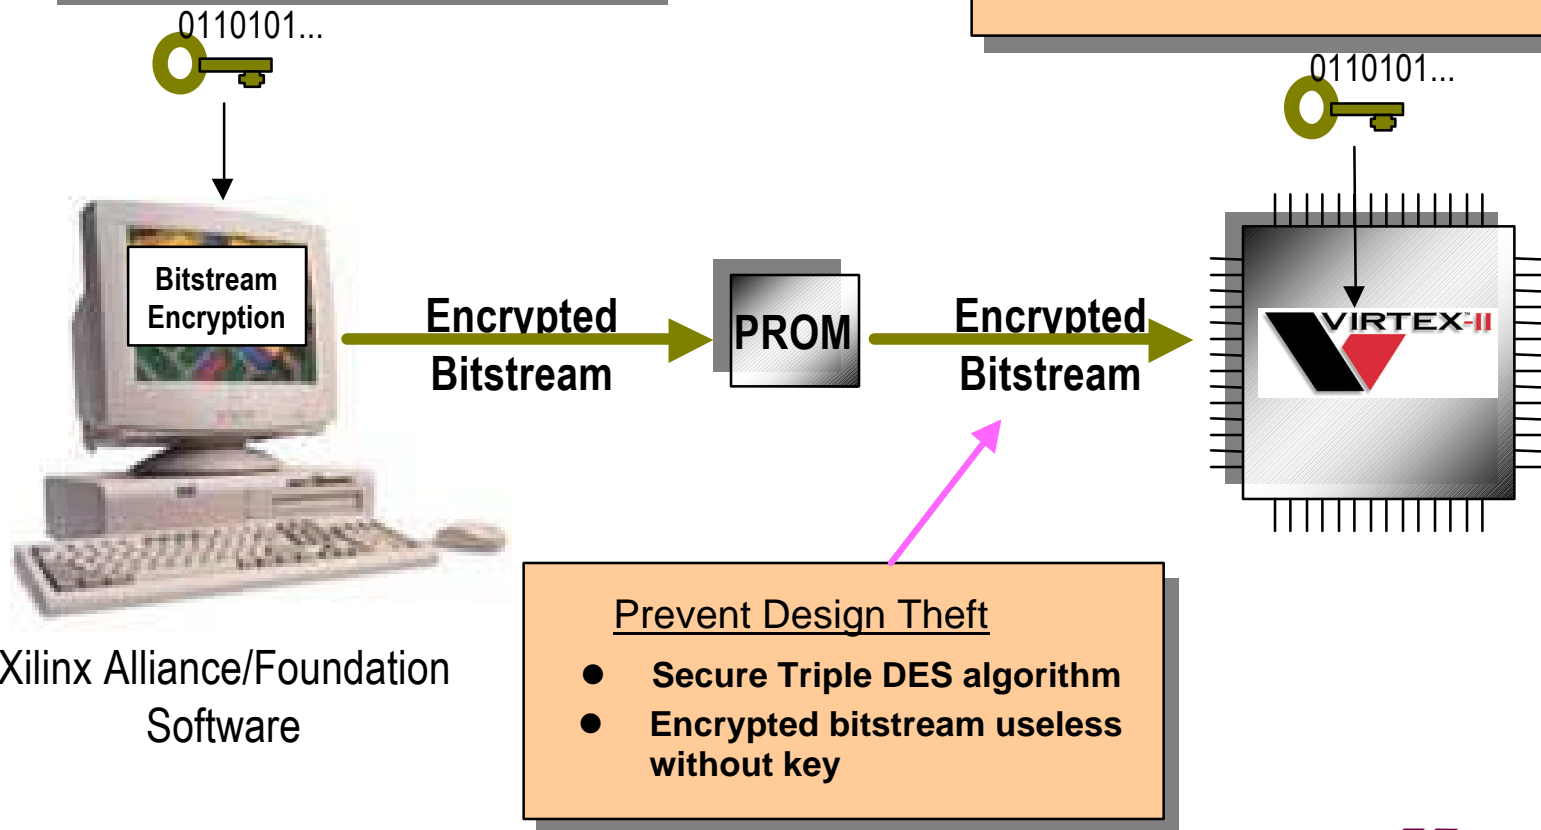 0110101...
0110101...
Bitstream
Encryption
Encrypted
Bitstream
PROM
Encrypted
Bitstream
VIRTEX™-II
Prevent Design Theft
● Secure Triple DES algorithm
● Encrypted bitstream useless
without key
Xilinx Alliance/Foundation
Software